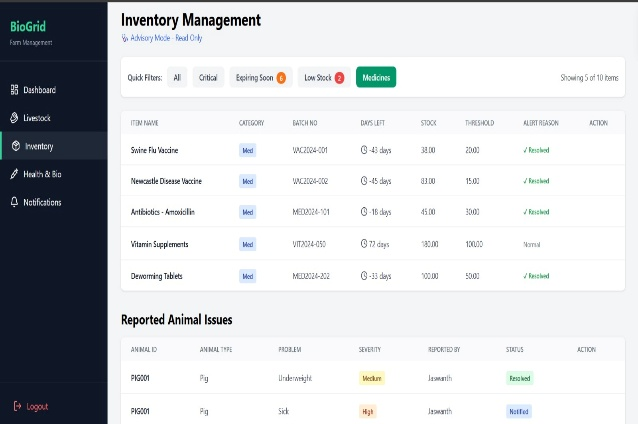 BioGrid
Farm Management
Dashboard
Livestock
Inventory
Health & Bio
Notifications
Logout
Inventory Management
Advisory Mode - Read Only
Quick Filters: All Critical Expiring Soon 6 Low Stock 2 Medicines Showing 5 of 10 items
ITEM NAME CATEGORY BATCH NO DAYS LEFT STOCK THRESHOLD ALERT REASON ACTION
Swine Flu Vaccine Med VAC2024-001 -43 days 38.00 20.00 ✓ Resolved
Newcastle Disease Vaccine Med VAC2024-002 -45 days 83.00 15.00 ✓ Resolved
Antibiotics - Amoxicillin Med MED2024-101 -18 days 45.00 30.00 ✓ Resolved
Vitamin Supplements Med VIT2024-050 72 days 180.00 100.00 Normal
Deworming Tablets Med MED2024-202 -33 days 100.00 50.00 ✓ Resolved
Reported Animal Issues
ANIMAL ID ANIMAL TYPE PROBLEM SEVERITY REPORTED BY STATUS ACTION
PIG001 Pig Underweight Medium Jaswanth Resolved
PIG001 Pig Sick High Jaswanth Notified